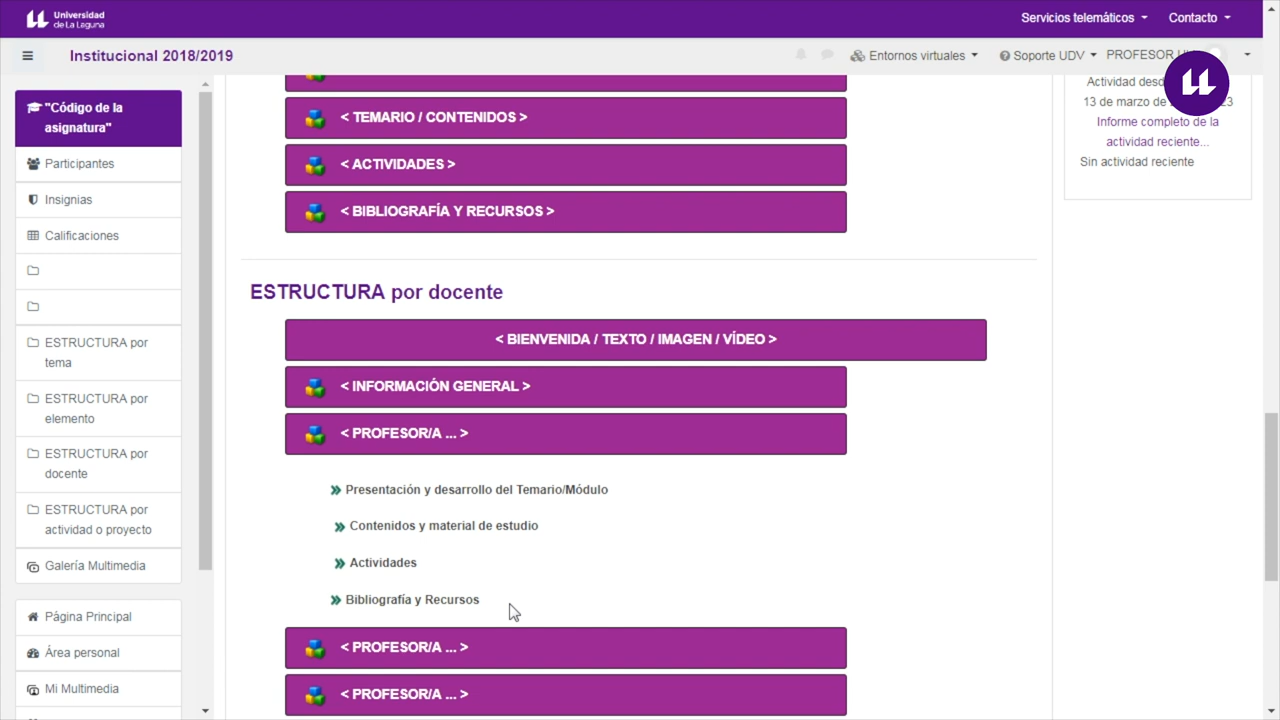 Universidad
de La Laguna
Servicios telemáticos
Contacto
Institucional 2018/2019
Entornos virtuales
Soporte UDV
PROFESOR
"Código de la
asignatura"
Participantes
Insignias
Calificaciones
ESTRUCTURA por
tema
ESTRUCTURA por
elemento
ESTRUCTURA por
docente
ESTRUCTURA por
actividad o proyecto
Galería Multimedia
Página Principal
Área personal
Mi Multimedia
< TEMARIO / CONTENIDOS >
< ACTIVIDADES >
< BIBLIOGRAFÍA Y RECURSOS >
ESTRUCTURA por docente
< BIENVENIDA / TEXTO / IMAGEN / VÍDEO >
< INFORMACIÓN GENERAL >
< PROFESOR/A ... >
Presentación y desarrollo del Temario/Módulo
Contenidos y material de estudio
Actividades
Bibliografía y Recursos
< PROFESOR/A ... >
< PROFESOR/A ... >
Actividad
13 de marzo de
Informe completo de la
actividad reciente...
Sin actividad reciente